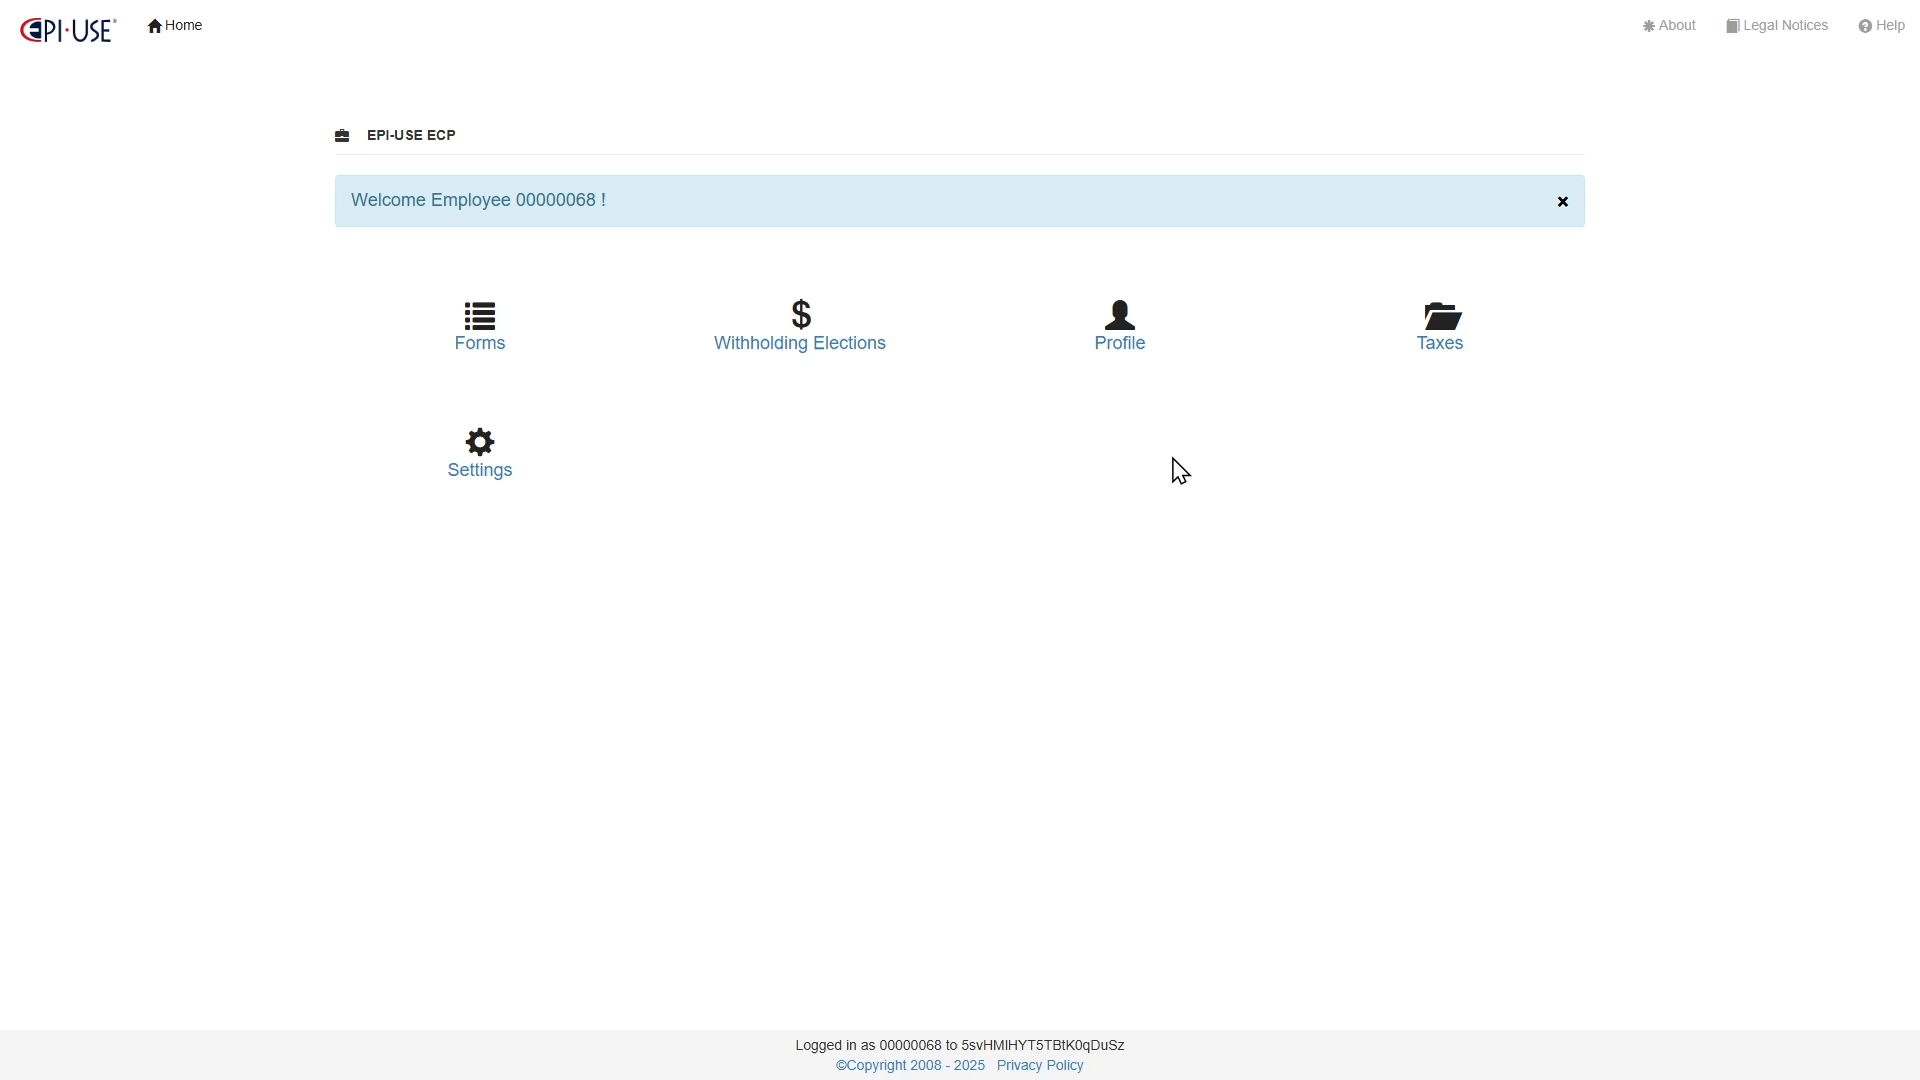 EPI·USE® Home About Legal Notices Help
EPI-USE ECP
Welcome Employee 00000068 !
Forms
Withholding Elections
Profile
Taxes
Settings
Logged in as 00000068 to 5svHMIHYT5TBtK0qDuSz
©Copyright 2008 - 2025 Privacy Policy